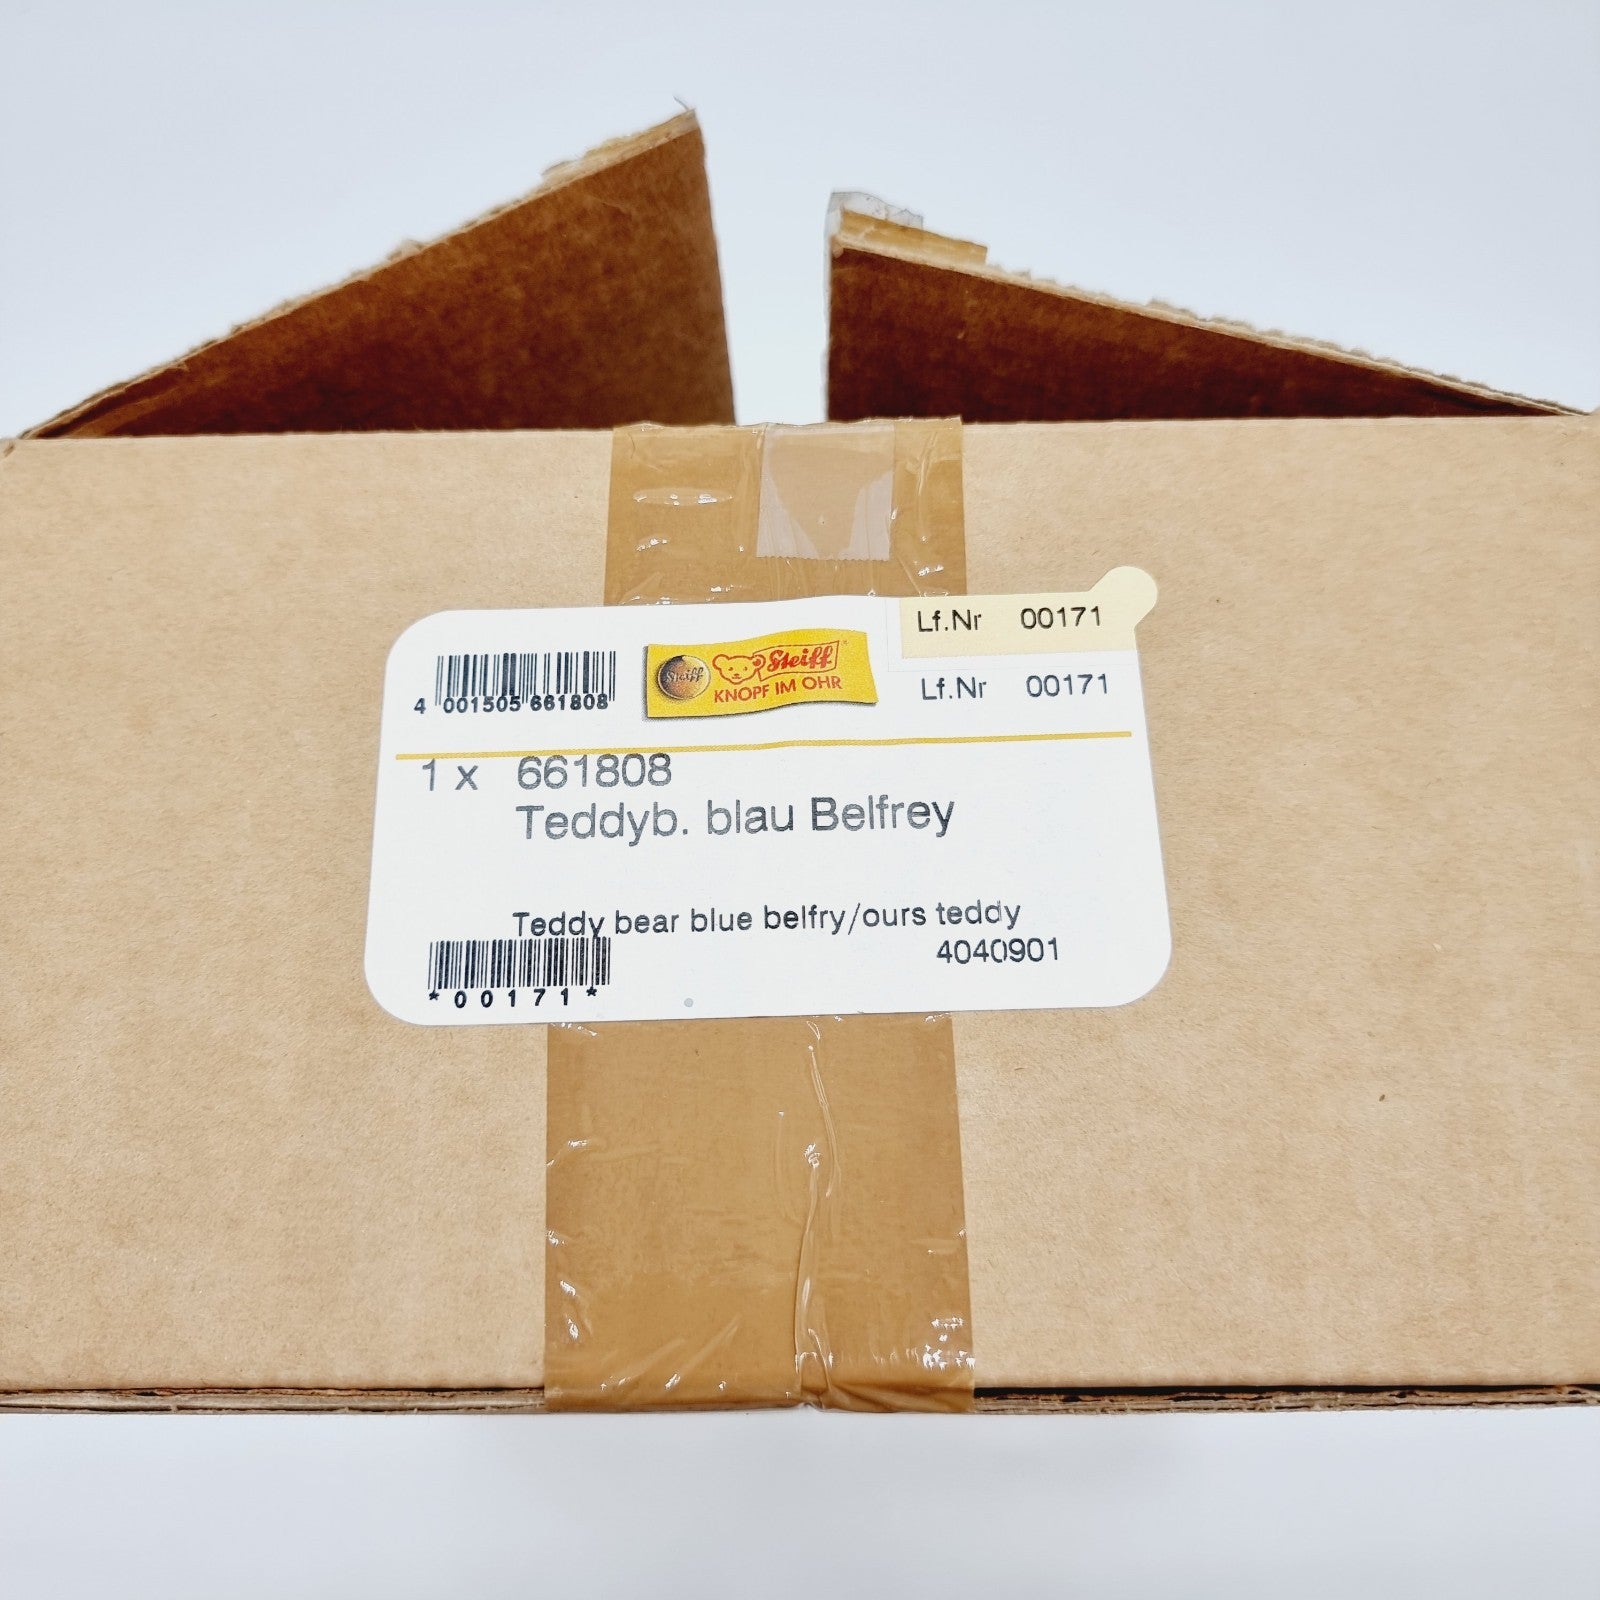 Lf.Nr 00171
4 001505 661808
Steiff
Steiff
KNOPF IM OHR
Lf.Nr 00171
1 x 661808
Teddyb. blau Belfrey
Teddy bear blue belfry/ours teddy
4040901
*00171*